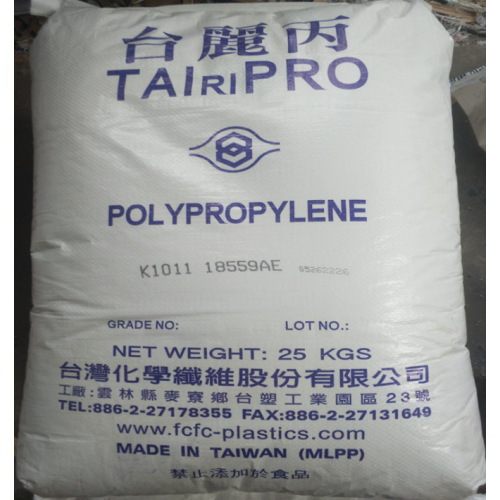 台麗丙
TAIRIPRO
POLYPROPYLENE
K1011 18559AE 05262226
GRADE NO: LOT NO.:
NET WEIGHT: 25 KGS
台灣化學纖維股份有限公司
工廠:雲林縣麥寮鄉台塑工業園區23號
TEL:886-2-27178355 FAX:886-2-27131649
www.fcfc-plastics.com
MADE IN TAIWAN (MLPP)
禁止添加於食品